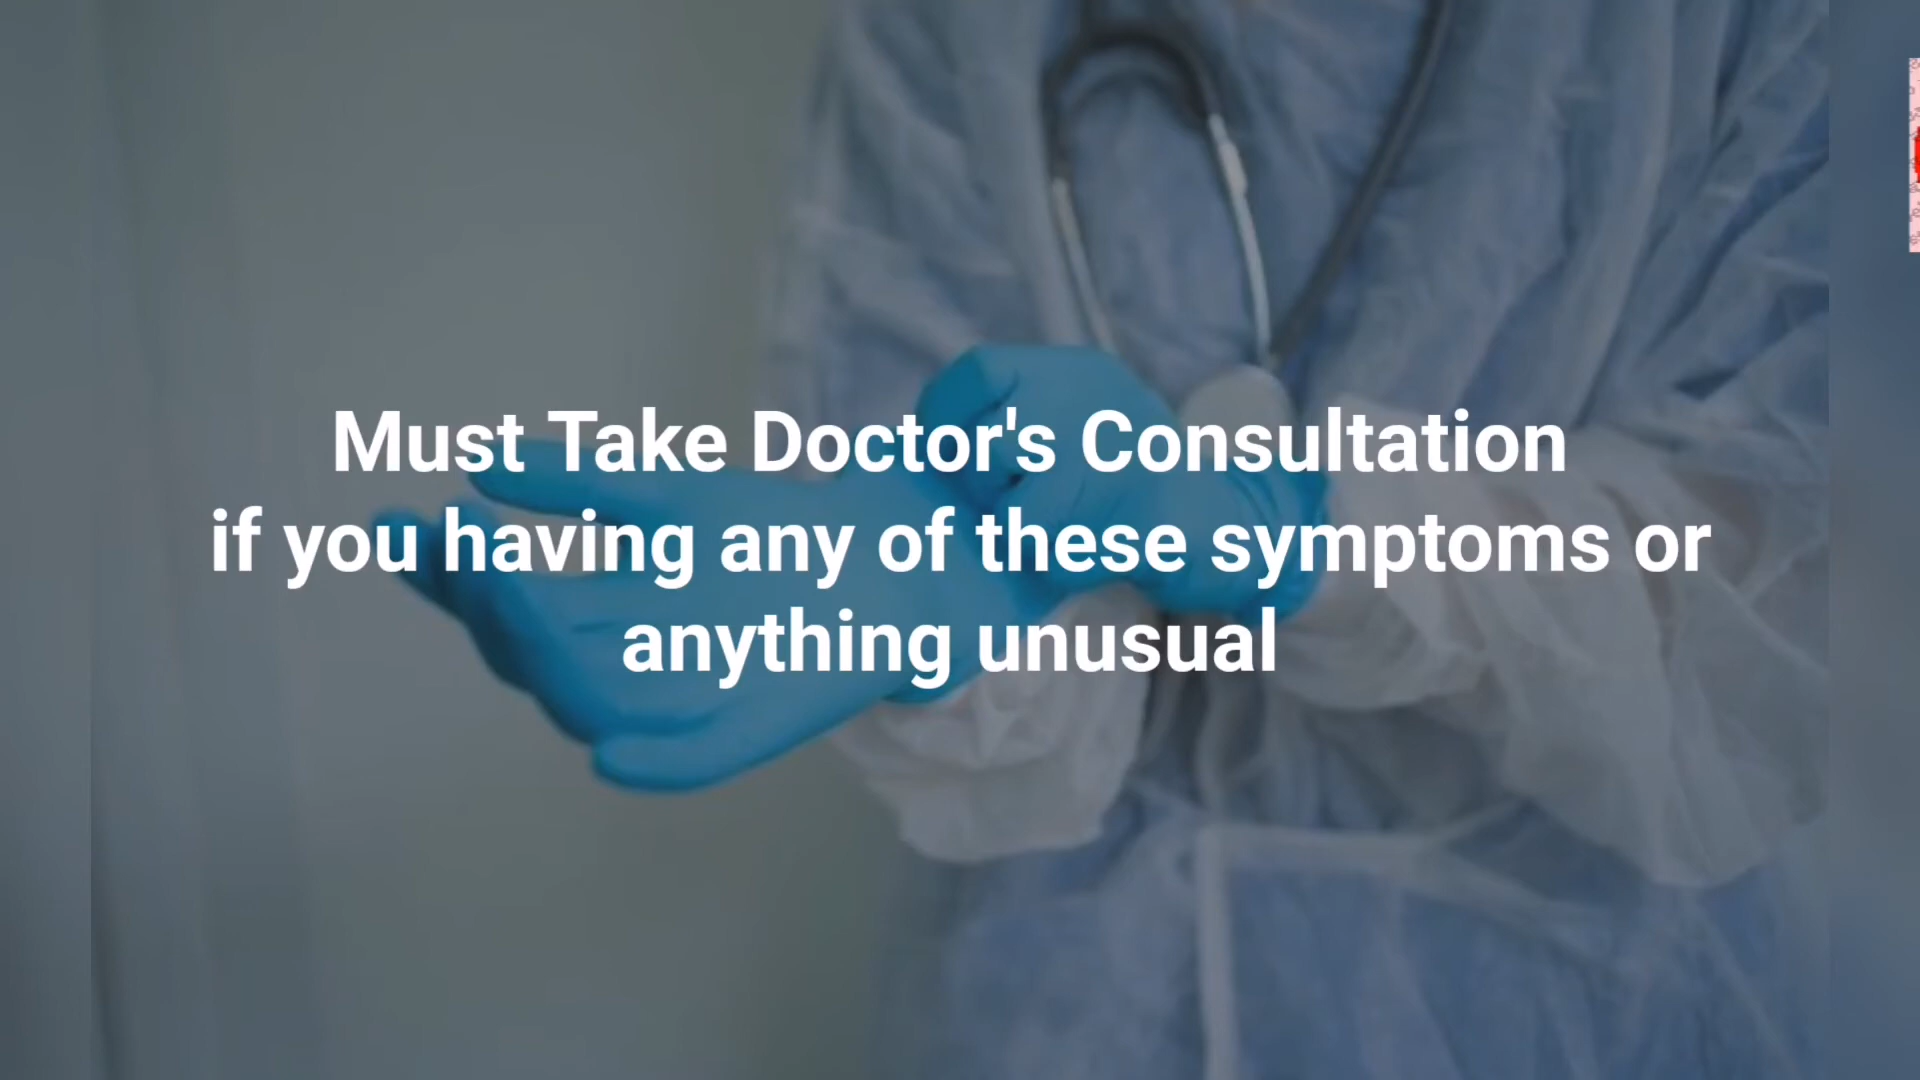 Must Take Doctor's Consultation
if you having any of these symptoms or
anything unusual